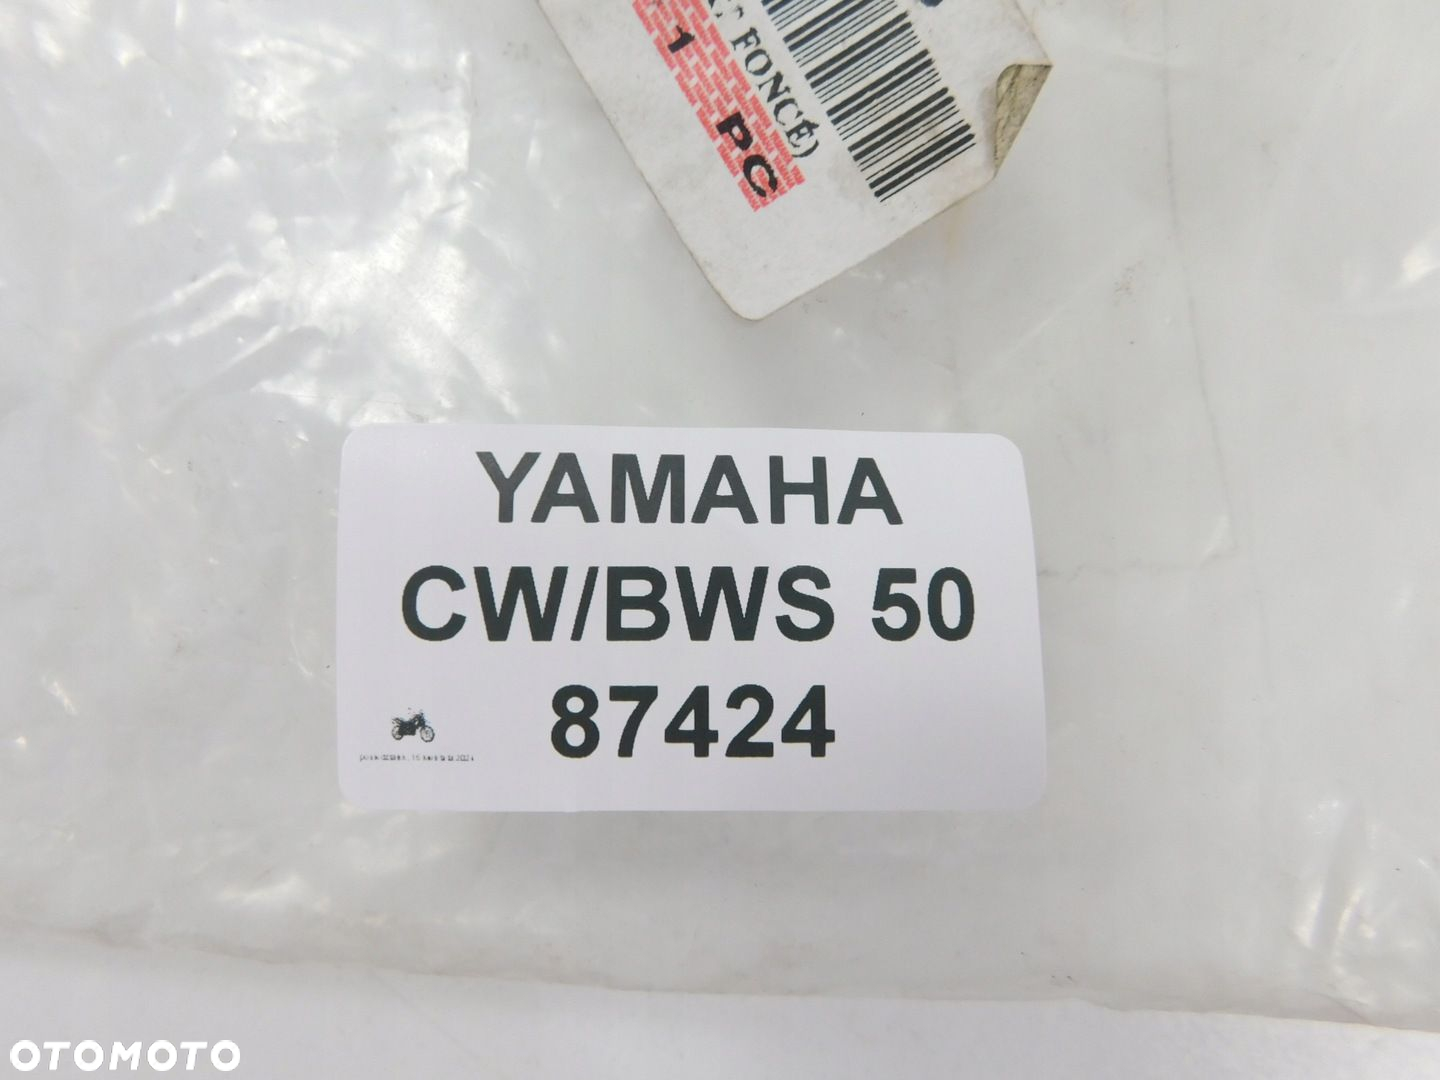 FONCÉ)
1 PC
YAMAHA
CW/BWS 50
87424
OTOMOTO